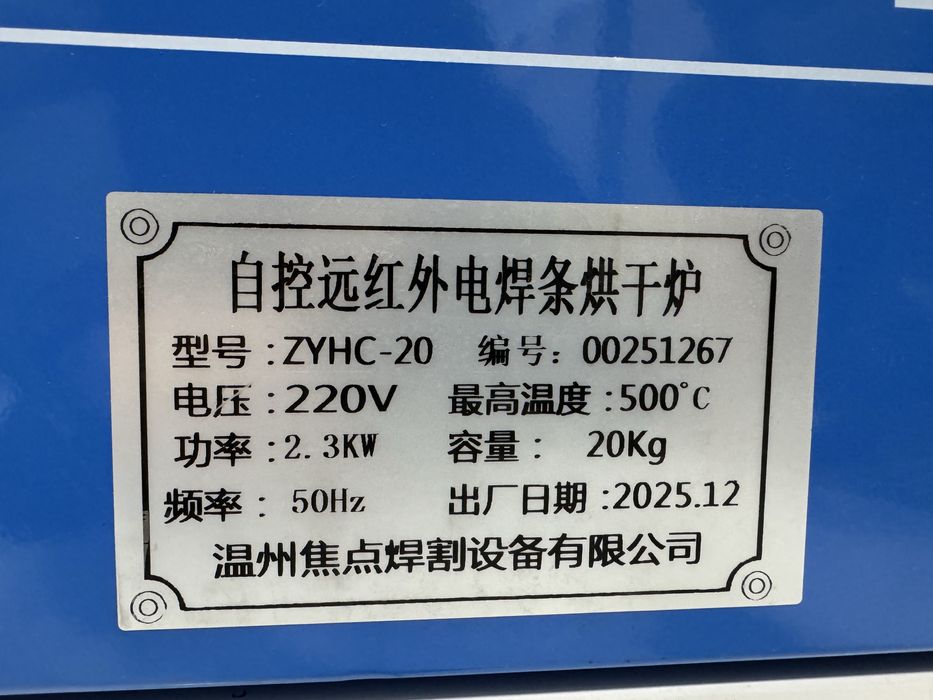 自控远红外电焊条烘干炉
型号:ZYHC-20 编号:00251267
电压:220V 最高温度:500°C
功率:2.3KW 容量: 20Kg
频率: 50Hz 出厂日期:2025.12
温州焦点焊割设备有限公司